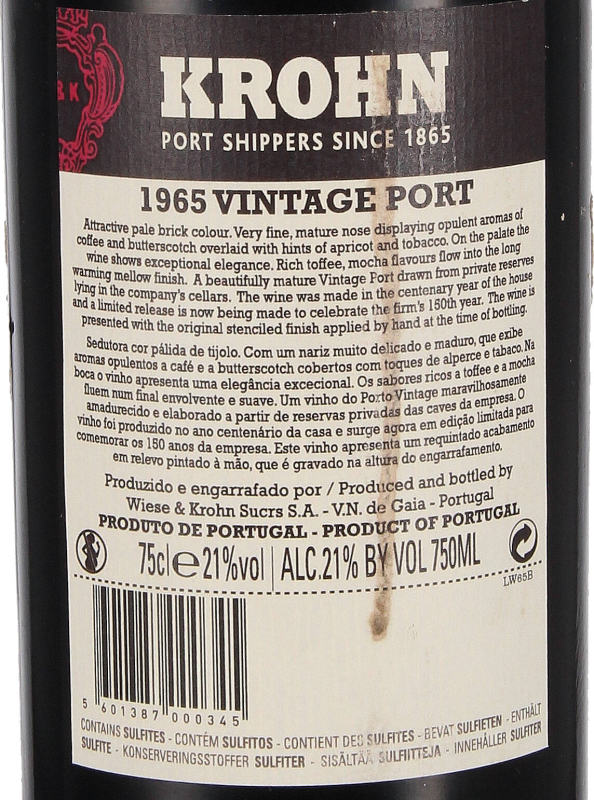 RK
KROHN
PORT SHIPPERS SINCE 1865
1965 VINTAGE PORT
Attractive pale brick colour. Very fine, mature nose displaying opulent aromas of
coffee and butterscotch overlaid with hints of apricot and tobacco. On the palate the
wine shows exceptional elegance. Rich toffee, mocha flavours flow into the long
warming mellow finish. A beautifully mature Vintage Port drawn from private reserves
lying in the company's cellars. The wine was made in the centenary year of the house
and a limited release is now being made to celebrate the firm's 150th year. The wine is
presented with the original stenciled finish applied by hand at the time of bottling.
Sedutora cor pálida de tijolo. Com um nariz muito delicado e maduro, que exibe
aromas opulentos a café e a butterscotch cobertos com toques de alperce e tabaco. Na
boca o vinho apresenta uma elegância excecional. Os sabores ricos a toffee e a mocha
fluem num final envolvente e suave. Um vinho do Porto Vintage maravilhosamente
amadurecido e elaborado a partir de reservas privadas das caves da empresa. O
vinho foi produzido no ano centenário da casa e surge agora em edição limitada para
comemorar os 150 anos da empresa. Este vinho apresenta um requintado acabamento
em relevo pintado à mão, que é gravado na altura do engarrafamento.
Produzido e engarrafado por / Produced and bottled by
Wiese & Krohn Sucrs S.A. - V.N. de Gaia - Portugal
PRODUTO DE PORTUGAL - PRODUCT OF PORTUGAL
75cl e 21%vol | ALC.21% BY VOL 750ML
LW65B
5 601387 000345
CONTAINS SULFITES - CONTÉM SULFITOS - CONTIENT DES SULFITES - BEVAT SULFIETEN - ENTHÄLT
SULFITE - KONSERVERINGSSTOFFER SULFITER - SISÄLTÄÄ SULFIITTEJA - INNEHÅLLER SULFITER